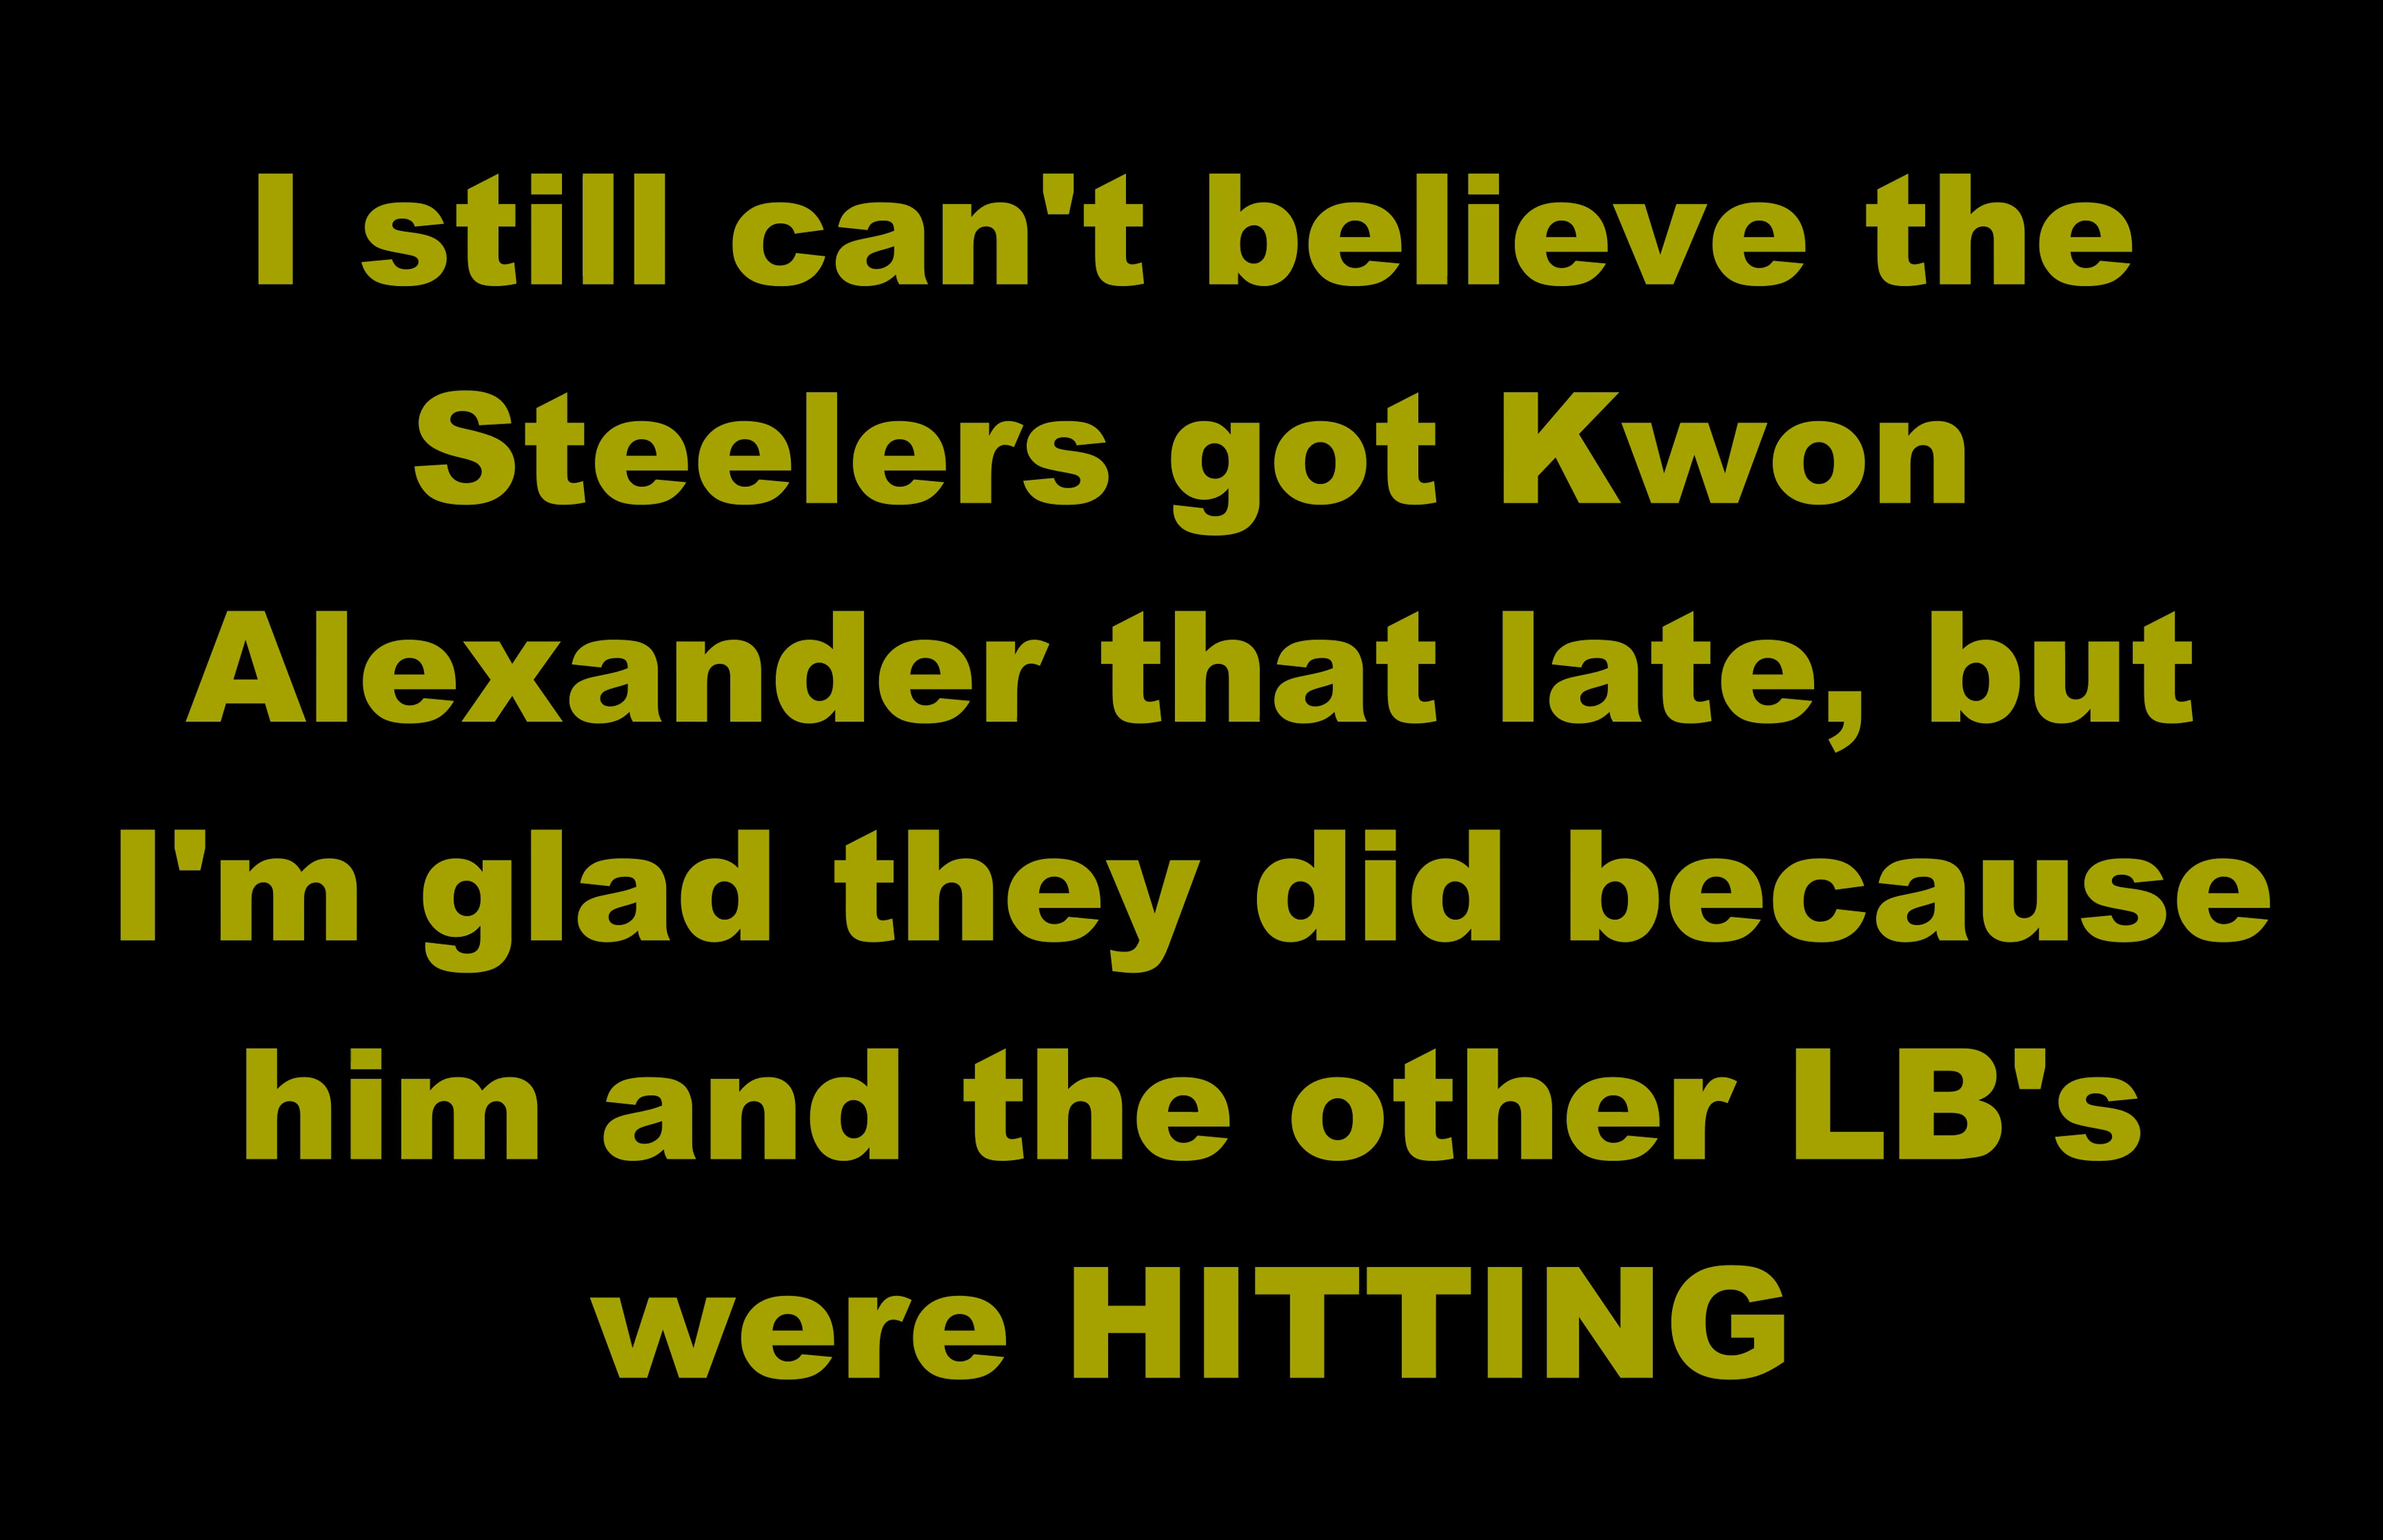 I still can't believe the
Steelers got Kwon
Alexander that late, but
I'm glad they did because
him and the other LB's
were HITTING